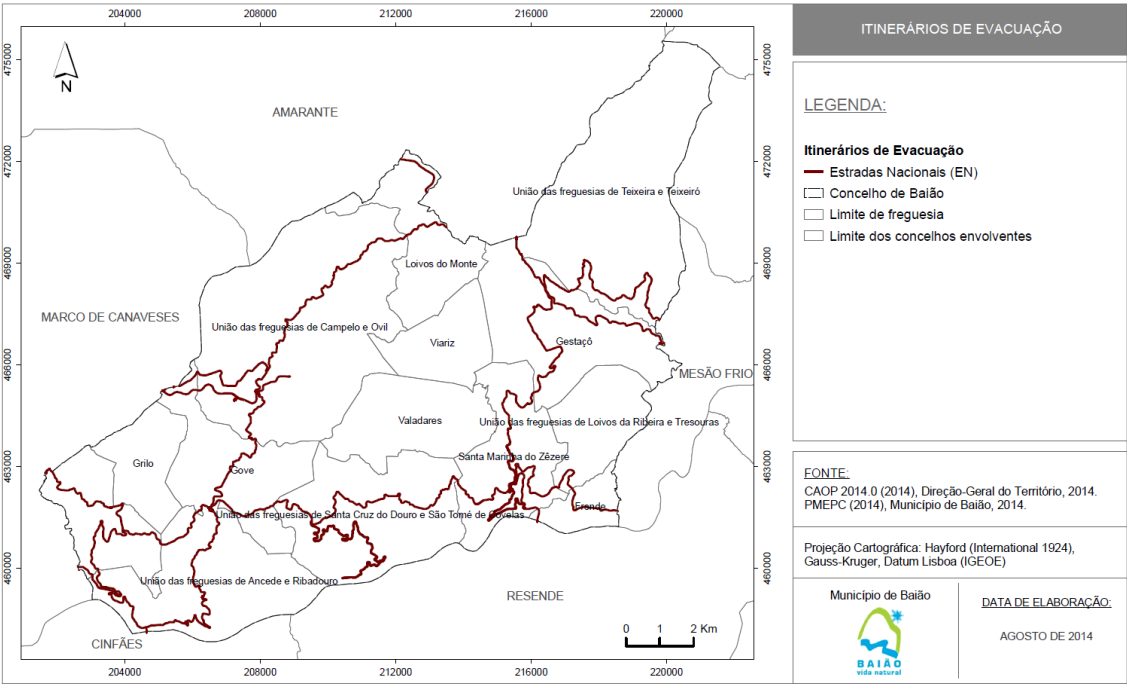 204000 208000 212000 216000 220000
ITINERÁRIOS DE EVACUAÇÃO
475000 475000
N
AMARANTE
LEGENDA:
Itinerários de Evacuação
Estradas Nacionais (EN)
Concelho de Baião
Limite de freguesia
Limite dos concelhos envolventes
472000 472000
União das freguesias de Teixeira e Teixeiró
469000 469000
Loivos do Monte
MARCO DE CANAVESES
União das freguesias de Campelo e Ovil
Viariz
Gestaçô
466000 466000
MESÃO FRIO
Valadares
União das freguesias de Loivos da Ribeira e Tresouras
Santa Marinha do Zêzere
Grilo
Gove
463000 463000
Frende
União das freguesias de Santa Cruz do Douro e São Tomé de Covelas
União das freguesias de Ancede e Ribadouro
460000 460000
RESENDE
CINFÃES
0 1 2 Km
204000 208000 212000 216000 220000
FONTE:
CAOP 2014.0 (2014), Direção-Geral do Território, 2014.
PMEPC (2014), Município de Baião, 2014.
Projeção Cartográfica: Hayford (International 1924),
Gauss-Kruger, Datum Lisboa (IGEOE)
Município de Baião
BAIÃO
vida natural
DATA DE ELABORAÇÃO:
AGOSTO DE 2014